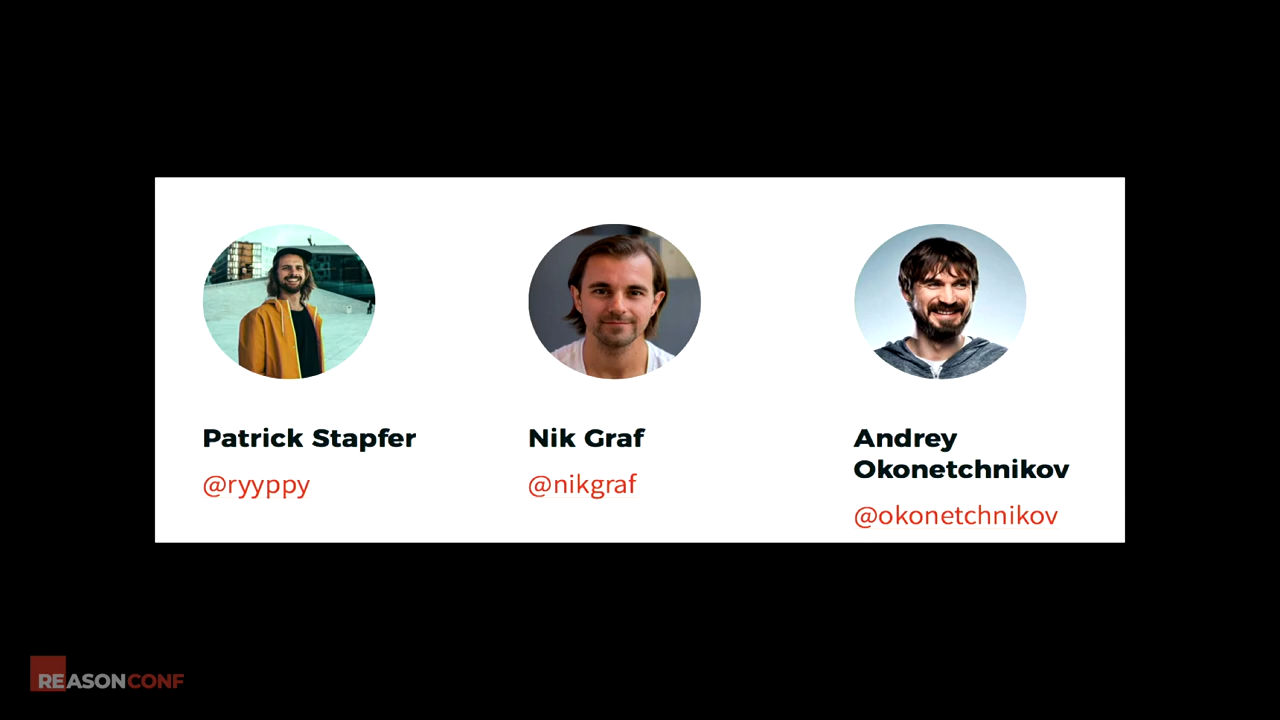 Patrick Stapfer
@ryyppy
Nik Graf
@nikgraf
Andrey
Okonetchnikov
@okonetchnikov
REASONCONF